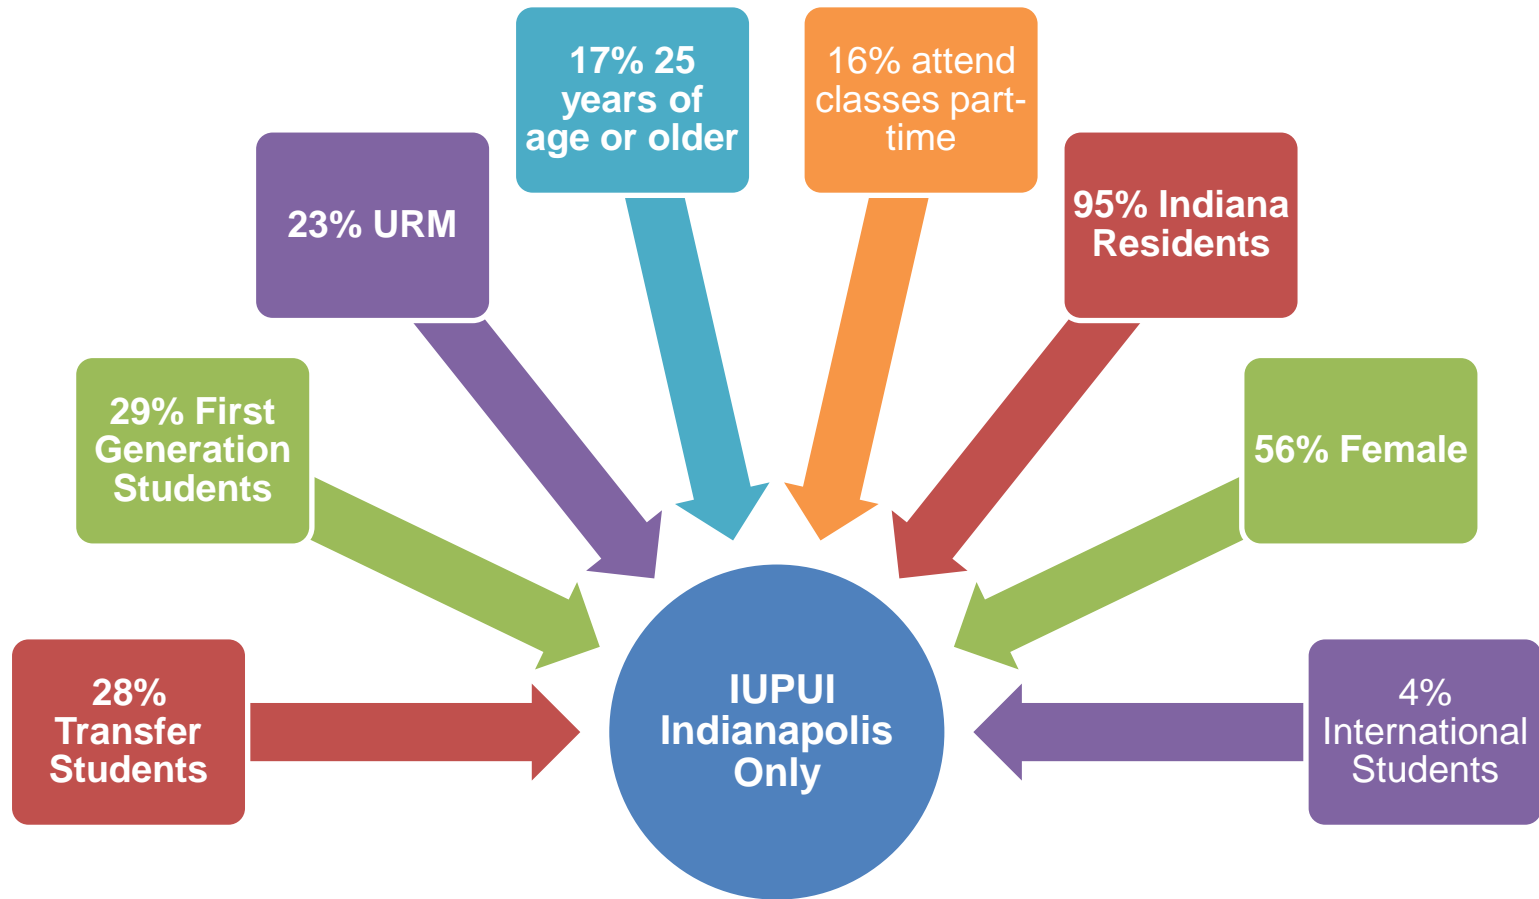 17% 25
years of
age or older
16% attend
classes part-
time
23% URM
95% Indiana
Residents
29% First
Generation
Students
56% Female
28%
Transfer
Students
IUPUI
Indianapolis
Only
4%
International
Students